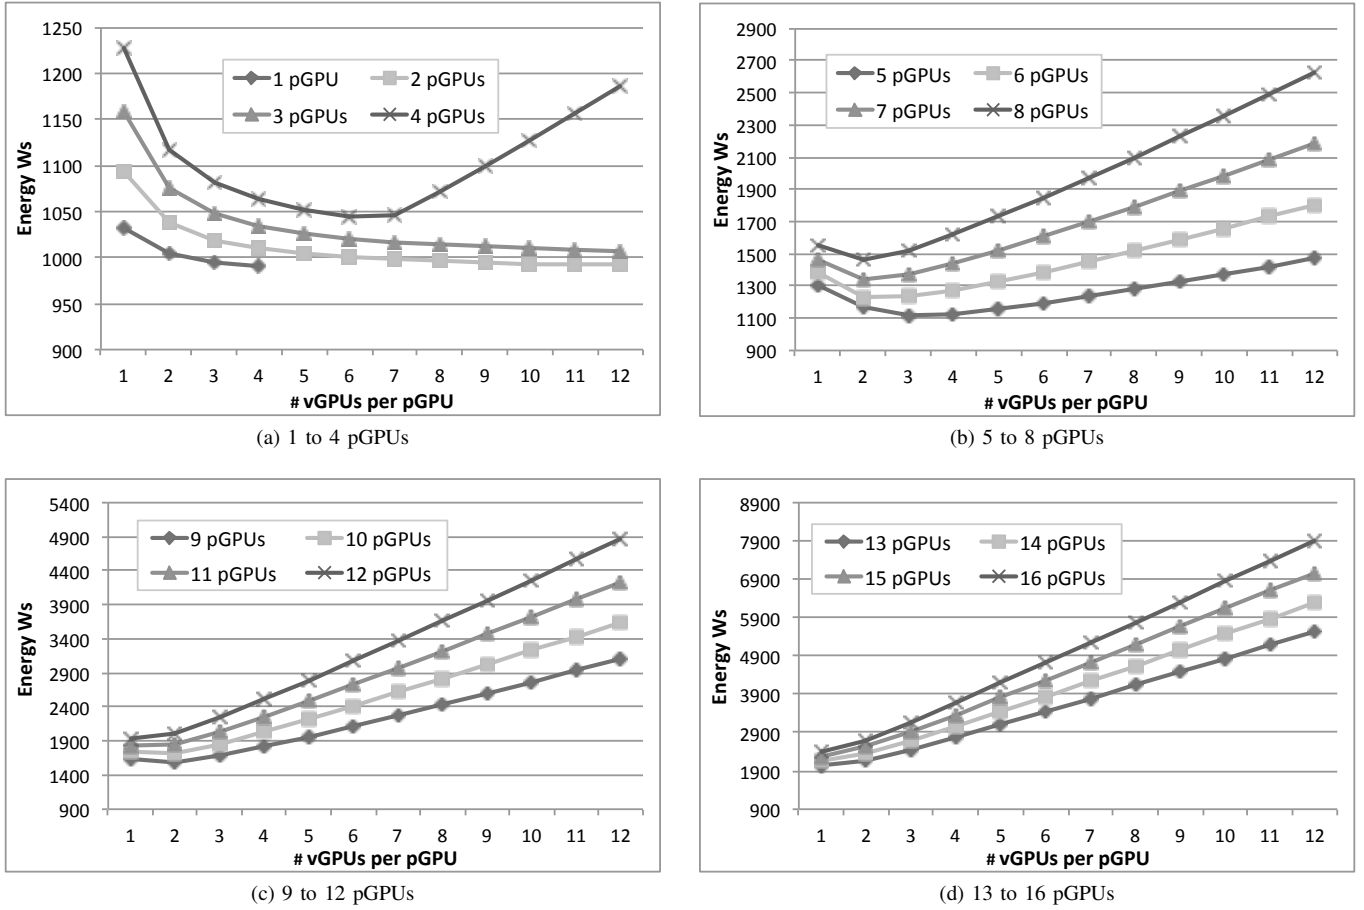 1250
1200
1150
1100
1050
1000
950
900
Energy Ws
1 pGPU
2 pGPUs
3 pGPUs
4 pGPUs
1 2 3 4 5 6 7 8 9 10 11 12
# vGPUs per pGPU
(a) 1 to 4 pGPUs
2900
2700
2500
2300
2100
1900
1700
1500
1300
1100
900
Energy Ws
5 pGPUs
6 pGPUs
7 pGPUs
8 pGPUs
1 2 3 4 5 6 7 8 9 10 11 12
# vGPUs per pGPU
(b) 5 to 8 pGPUs
5400
4900
4400
3900
3400
2900
2400
1900
1400
900
Energy Ws
9 pGPUs
10 pGPUs
11 pGPUs
12 pGPUs
1 2 3 4 5 6 7 8 9 10 11 12
# vGPUs per pGPU
(c) 9 to 12 pGPUs
8900
7900
6900
5900
4900
3900
2900
1900
900
Energy Ws
13 pGPUs
14 pGPUs
15 pGPUs
16 pGPUs
1 2 3 4 5 6 7 8 9 10 11 12
# vGPUs per pGPU
(d) 13 to 16 pGPUs